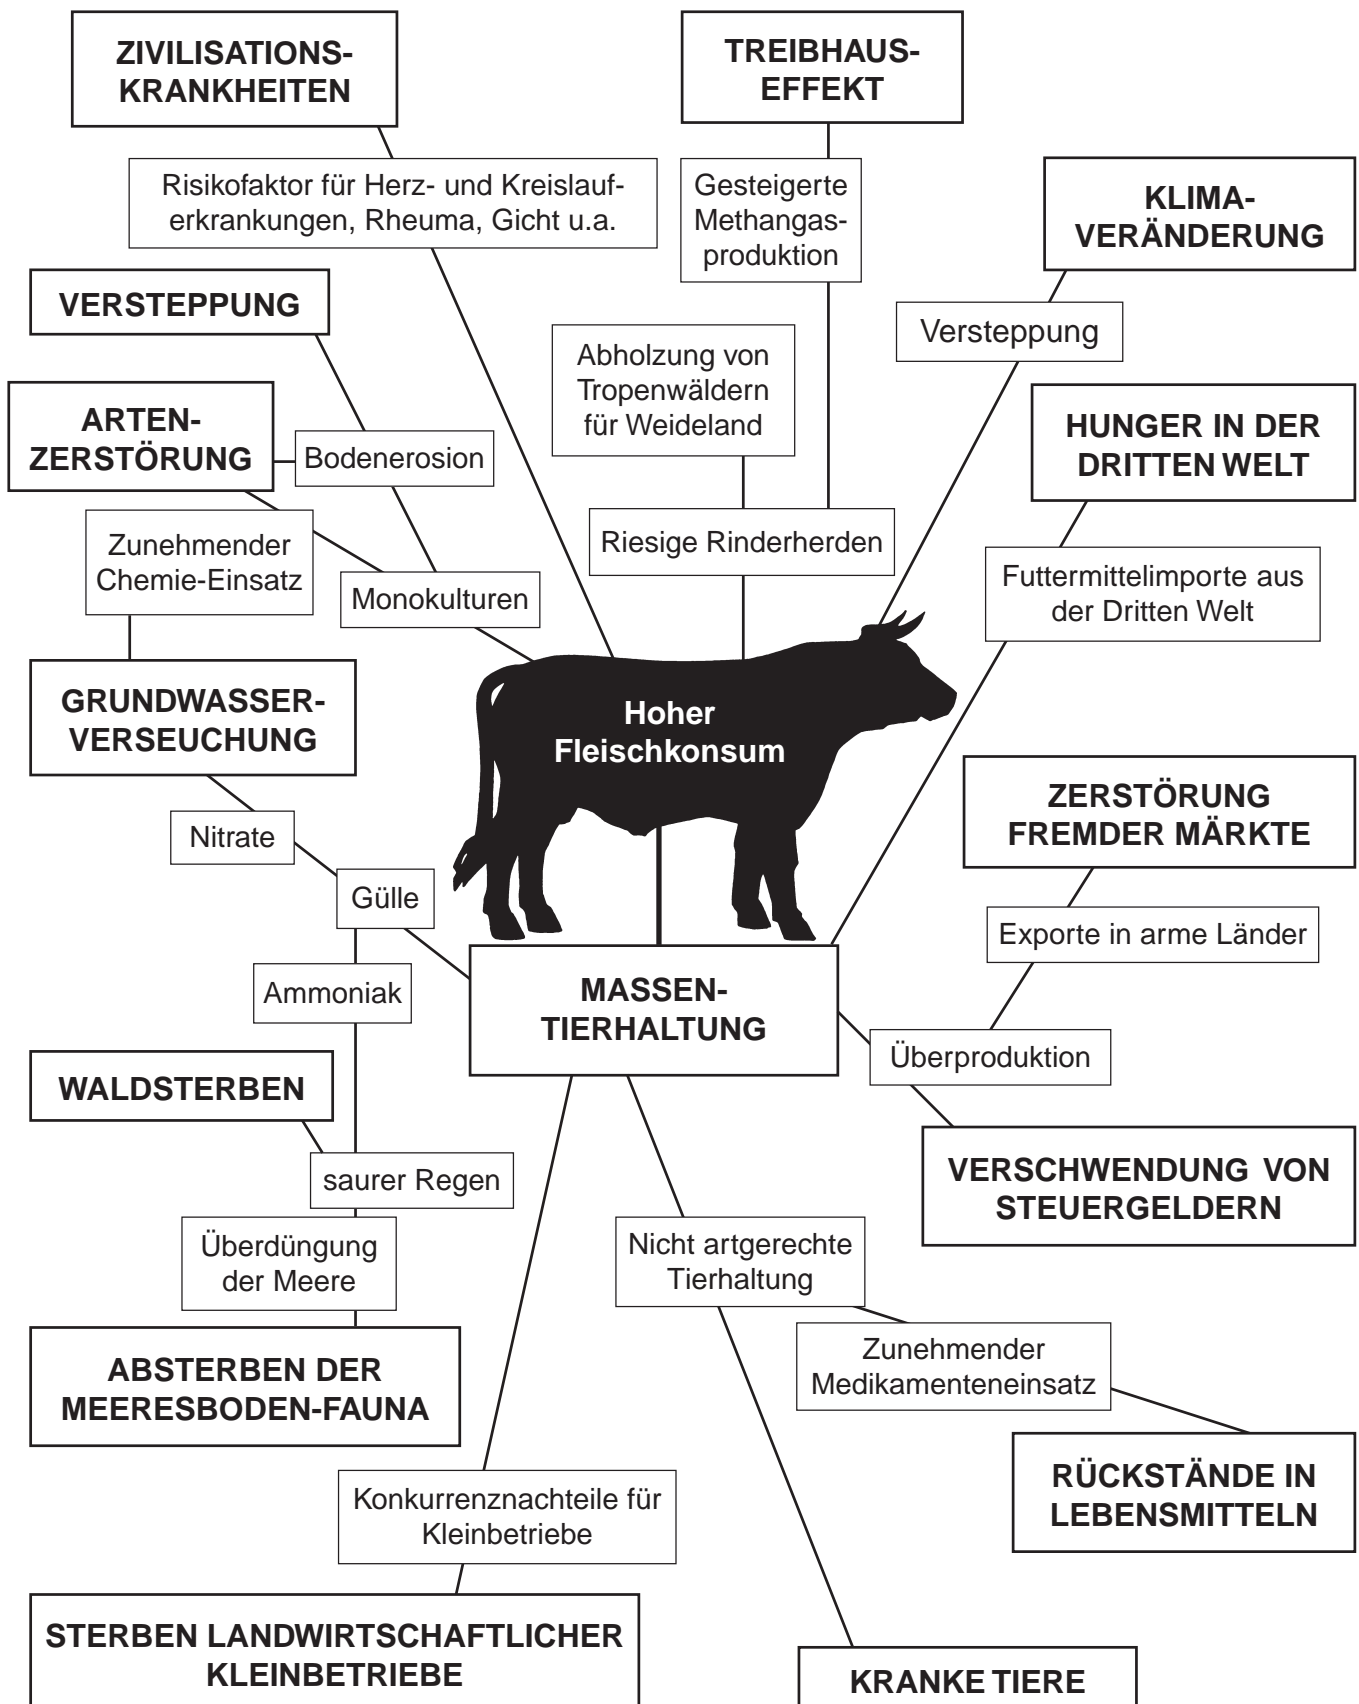 ZIVILISATIONS-
KRANKHEITEN
TREIBHAUS-
EFFEKT
Risikofaktor für Herz- und Kreislauf-
erkrankungen, Rheuma, Gicht u.a.
Gesteigerte
Methangas-
produktion
KLIMA-
VERÄNDERUNG
VERSTEPPUNG
Versteppung
Abholzung von
Tropenwäldern
für Weideland
ARTEN-
ZERSTÖRUNG
Bodenerosion
HUNGER IN DER
DRITTEN WELT
Zunehmender
Chemie-Einsatz
Riesige Rinderherden
Monokulturen
Futtermittelimporte aus
der Dritten Welt
GRUNDWASSER-
VERSEUCHUNG
Hoher
Fleischkonsum
ZERSTÖRUNG
FREMDER MÄRKTE
Nitrate
Gülle
Exporte in arme Länder
Ammoniak
MASSEN-
TIERHALTUNG
Überproduktion
WALDSTERBEN
saurer Regen
VERSCHWENDUNG VON
STEUERGELDERN
Überdüngung
der Meere
Nicht artgerechte
Tierhaltung
ABSTERBEN DER
MEERESBODEN-FAUNA
Zunehmender
Medikamenteneinsatz
RÜCKSTÄNDE IN
LEBENSMITTELN
Konkurrenznachteile für
Kleinbetriebe
STERBEN LANDWIRTSCHAFTLICHER
KLEINBETRIEBE
KRANKE TIERE